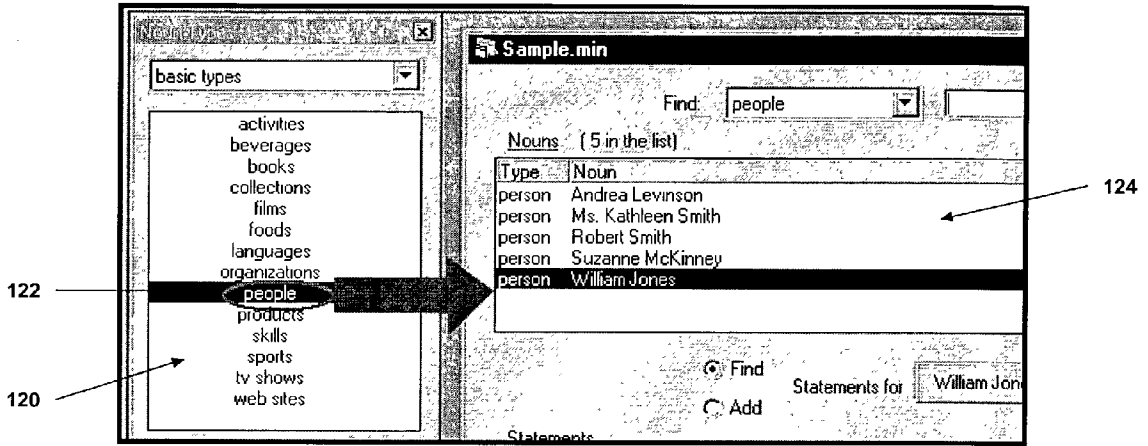 basic types
activities
beverages
books
collections
films
foods
languages
organizations
people
products
skills
sports
tv shows
web sites
Sample.min
Find: people
Nouns (5 in the list)
Type Noun
person Andrea Levinson
person Ms. Kathleen Smith
person Robert Smith
person Suzanne McKinney
person William Jones
Find
Add
Statements for William Jon
Statements
122
120
124